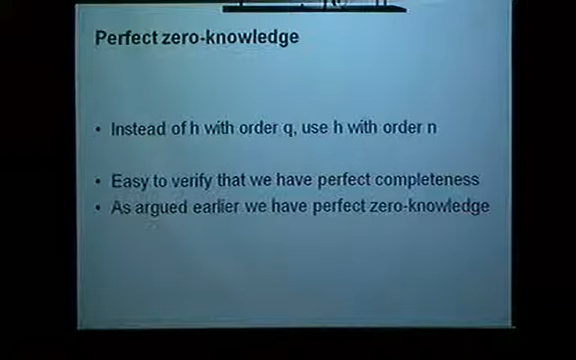 Perfect zero-knowledge
• Instead of h with order q, use h with order n
• Easy to verify that we have perfect completeness
• As argued earlier we have perfect zero-knowledge